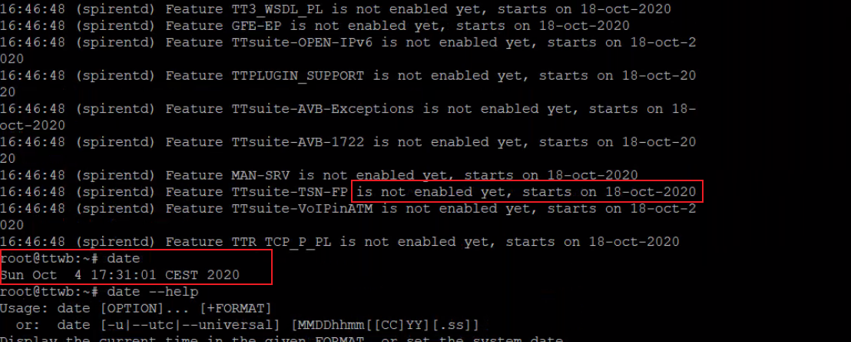 16:46:48 (spirentd) Feature TT3_WSDL_PL is not enabled yet, starts on 18-oct-2020
16:46:48 (spirentd) Feature GFE-EP is not enabled yet, starts on 18-oct-2020
16:46:48 (spirentd) Feature TTsuite-OPEN-IPv6 is not enabled yet, starts on 18-oct-2
020
16:46:48 (spirentd) Feature TTPLUGIN_SUPPORT is not enabled yet, starts on 18-oct-20
20
16:46:48 (spirentd) Feature TTsuite-AVB-Exceptions is not enabled yet, starts on 18-
oct-2020
16:46:48 (spirentd) Feature TTsuite-AVB-1722 is not enabled yet, starts on 18-oct-20
20
16:46:48 (spirentd) Feature MAN-SRV is not enabled yet, starts on 18-oct-2020
16:46:48 (spirentd) Feature TTsuite-TSN-FP is not enabled yet, starts on 18-oct-2020
16:46:48 (spirentd) Feature TTsuite-VoIPinATM is not enabled yet, starts on 18-oct-2
020
16:46:48 (spirentd) Feature TTR_TCP_P_PL is not enabled yet, starts on 18-oct-2020
root@ttwb:~# date
Sun Oct  4 17:31:01 CEST 2020
root@ttwb:~# date --help
Usage: date [OPTION]... [+FORMAT]
  or:  date [-u|--utc|--universal] [MMDDhhmm[[CC]YY][.ss]]
Display the current time in the given FORMAT, or set the system date.